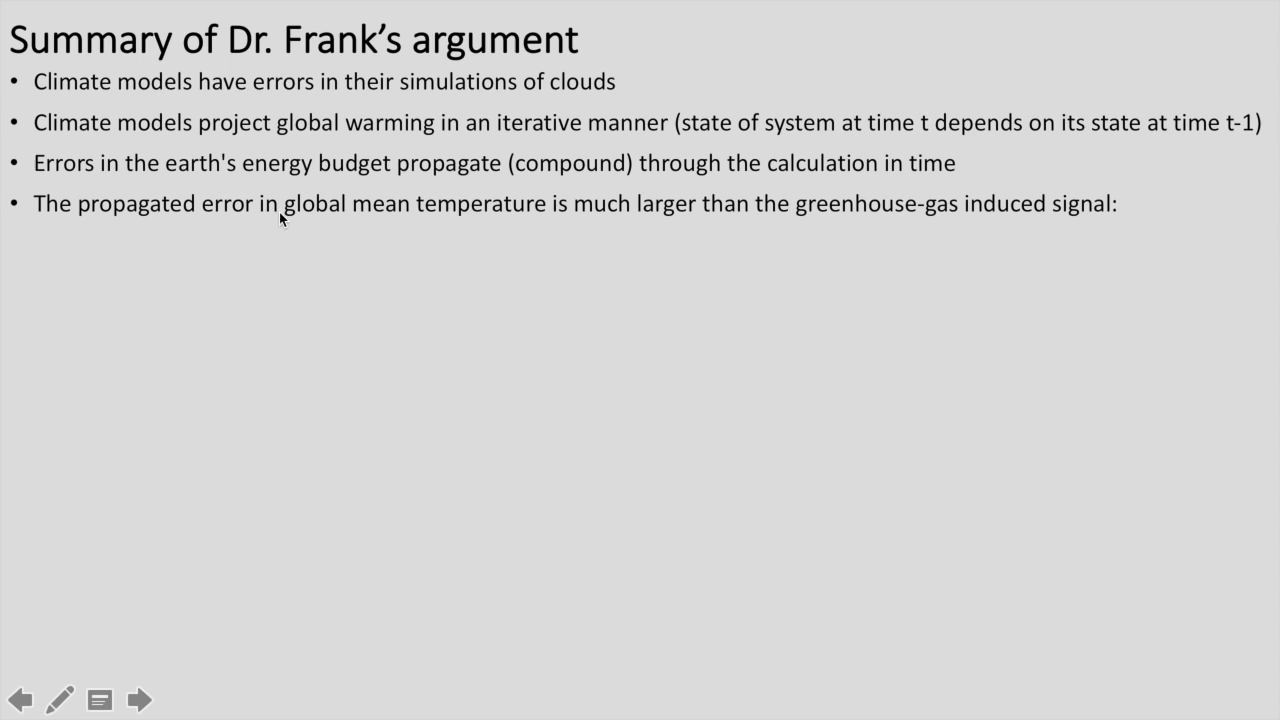 Summary of Dr. Frank’s argument
• Climate models have errors in their simulations of clouds
• Climate models project global warming in an iterative manner (state of system at time t depends on its state at time t-1)
• Errors in the earth's energy budget propagate (compound) through the calculation in time
• The propagated error in global mean temperature is much larger than the greenhouse-gas induced signal: